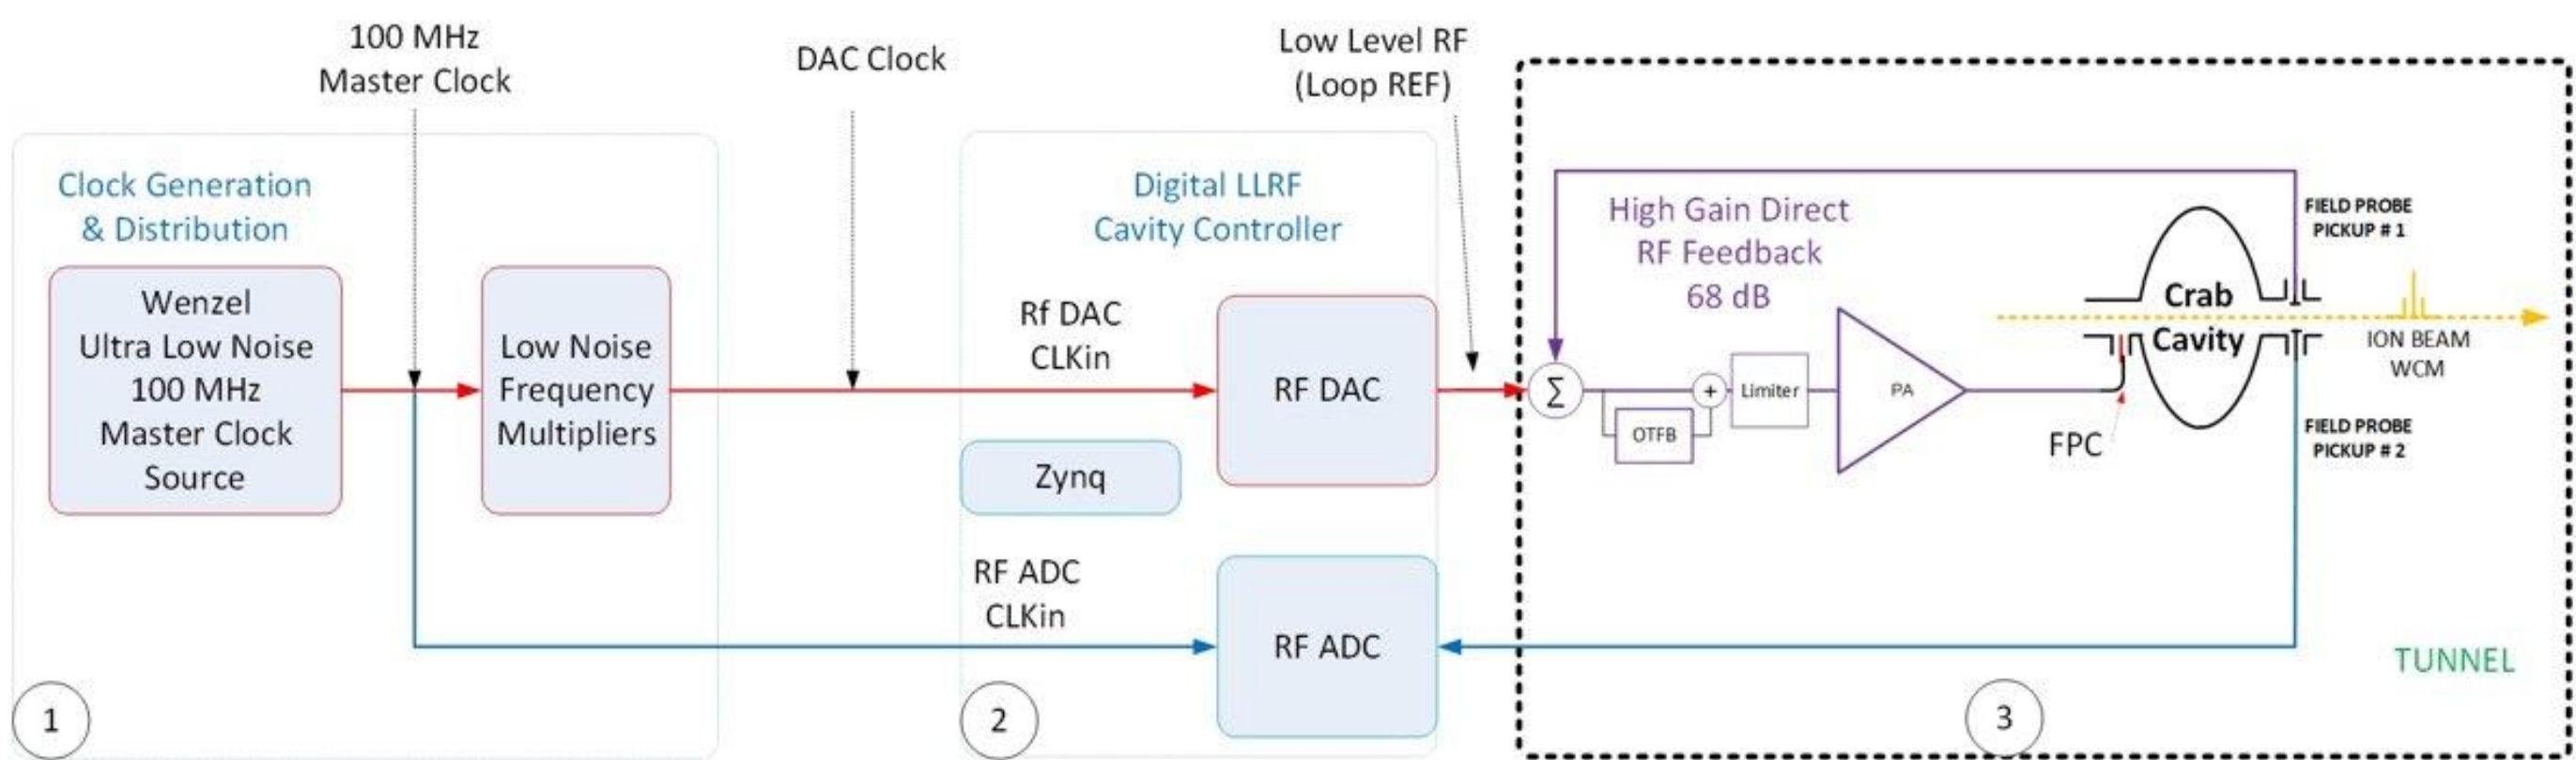 100 MHz
Master Clock
DAC Clock
Low Level RF
(Loop REF)
Clock Generation
& Distribution
Wenzel
Ultra Low Noise
100 MHz
Master Clock
Source
Low Noise
Frequency
Multipliers
1
Digital LLRF
Cavity Controller
Rf DAC
CLKin
RF DAC
Zynq
RF ADC
CLKin
RF ADC
2
High Gain Direct
RF Feedback
68 dB
Σ
OTFB
+
Limiter
PA
FPC
Crab
Cavity
FIELD PROBE
PICKUP # 1
ION BEAM
WCM
FIELD PROBE
PICKUP # 2
TUNNEL
3